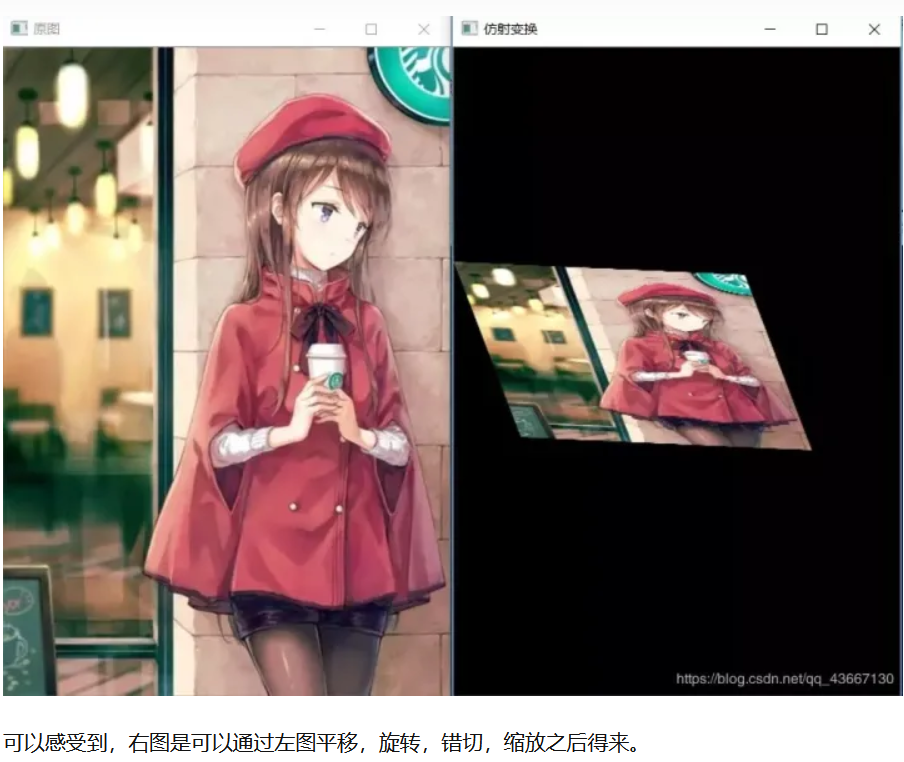 原图
仿射变换
https://blog.csdn.net/qq_43667130
可以感受到，右图是可以通过左图平移，旋转，错切，缩放之后得来。